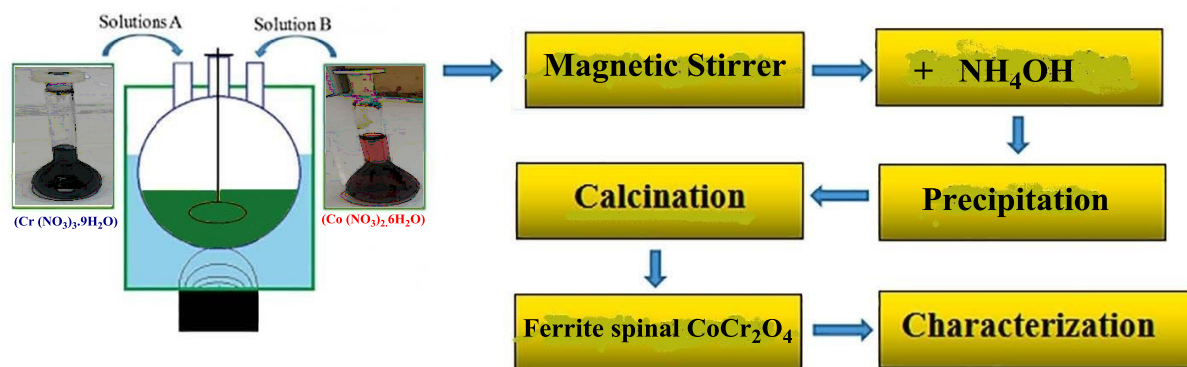 Solutions A
Solution B
(Cr (NO3)3.9H2O)
(Co (NO3)2.6H2O)
Magnetic Stirrer
+ NH4OH
Precipitation
Calcination
Ferrite spinal CoCr2O4
Characterization